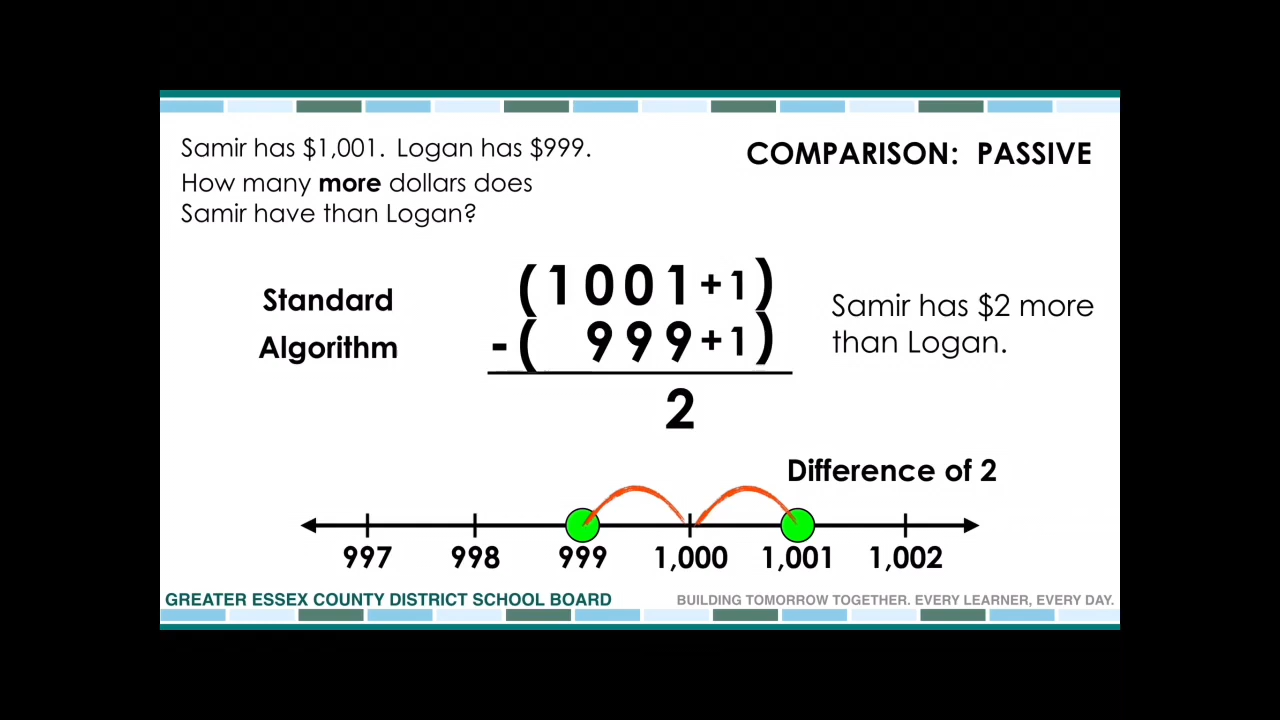 Samir has $1,001. Logan has $999.
How many more dollars does
Samir have than Logan?
COMPARISON: PASSIVE
Standard
Algorithm
(1001+1)
-( 999+1)
2
Samir has $2 more
than Logan.
Difference of 2
997 998 999 1,000 1,001 1,002
GREATER ESSEX COUNTY DISTRICT SCHOOL BOARD
BUILDING TOMORROW TOGETHER. EVERY LEARNER, EVERY DAY.